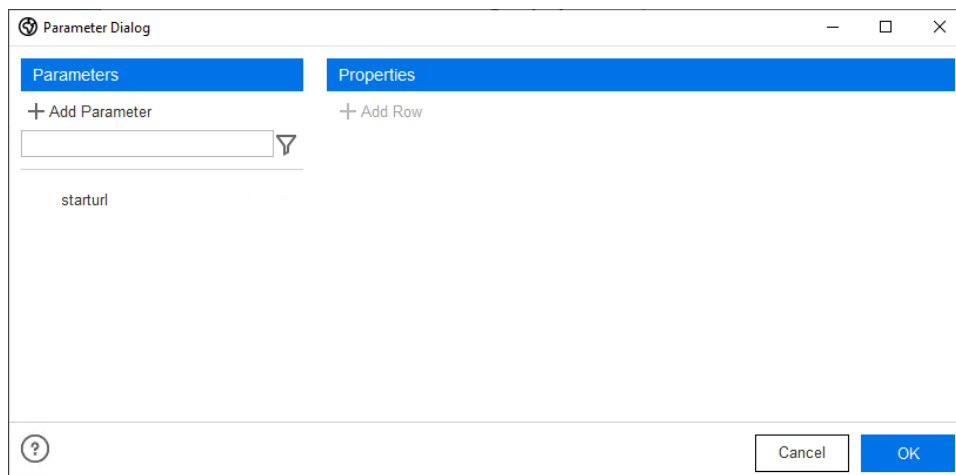 Parameter Dialog
Parameters
Properties
+ Add Parameter
+ Add Row
starturl
?
Cancel
OK